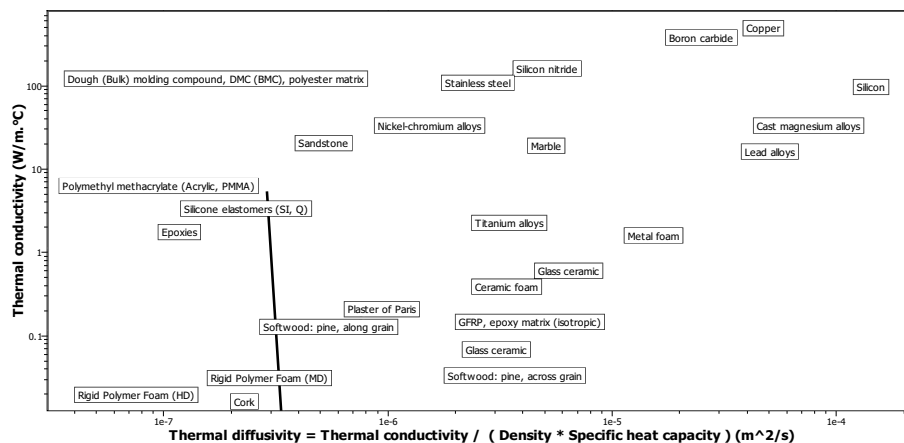 Copper
Boron carbide
Silicon nitride
Dough (Bulk) molding compound, DMC (BMC), polyester matrix
Stainless steel
Silicon
100
Nickel-chromium alloys
Cast magnesium alloys
Sandstone
Marble
Lead alloys
10
Polymethyl methacrylate (Acrylic, PMMA)
Silicone elastomers (SI, Q)
Titanium alloys
Epoxies
Metal foam
1
Glass ceramic
Ceramic foam
Plaster of Paris
Softwood: pine, along grain
GFRP, epoxy matrix (isotropic)
0.1
Glass ceramic
Rigid Polymer Foam (MD)
Softwood: pine, across grain
Rigid Polymer Foam (HD)
Cork
Thermal conductivity (W/m.°C)
1e-7
1e-6
1e-5
1e-4
Thermal diffusivity = Thermal conductivity / ( Density * Specific heat capacity ) (m^2/s)